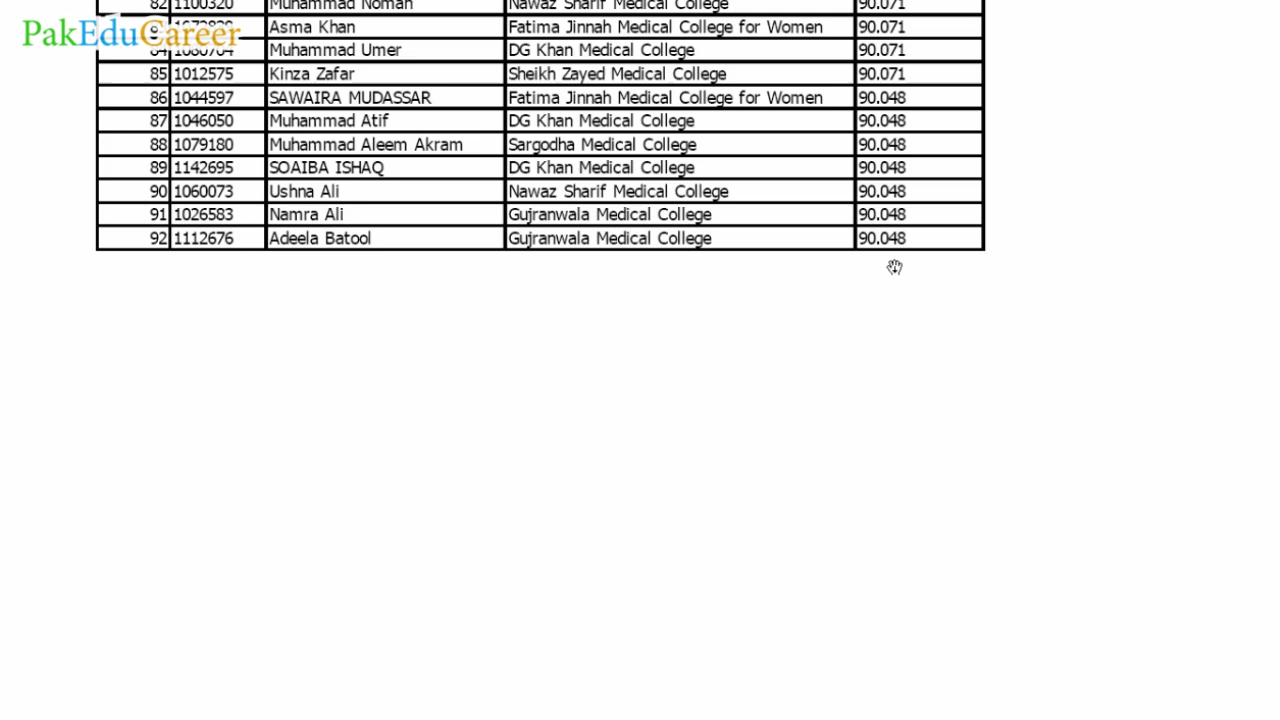 82 1100320 Muhammad Noman Nawaz Sharif Medical College 90.071
PakEduCareer
Asma Khan Fatima Jinnah Medical College for Women 90.071
Muhammad Umer DG Khan Medical College 90.071
85 1012575 Kinza Zafar Sheikh Zayed Medical College 90.071
86 1044597 SAWAIRA MUDASSAR Fatima Jinnah Medical College for Women 90.048
87 1046050 Muhammad Atif DG Khan Medical College 90.048
88 1079180 Muhammad Aleem Akram Sargodha Medical College 90.048
89 1142695 SOAIBA ISHAQ DG Khan Medical College 90.048
90 1060073 Ushna Ali Nawaz Sharif Medical College 90.048
91 1026583 Namra Ali Gujranwala Medical College 90.048
92 1112676 Adeela Batool Gujranwala Medical College 90.048